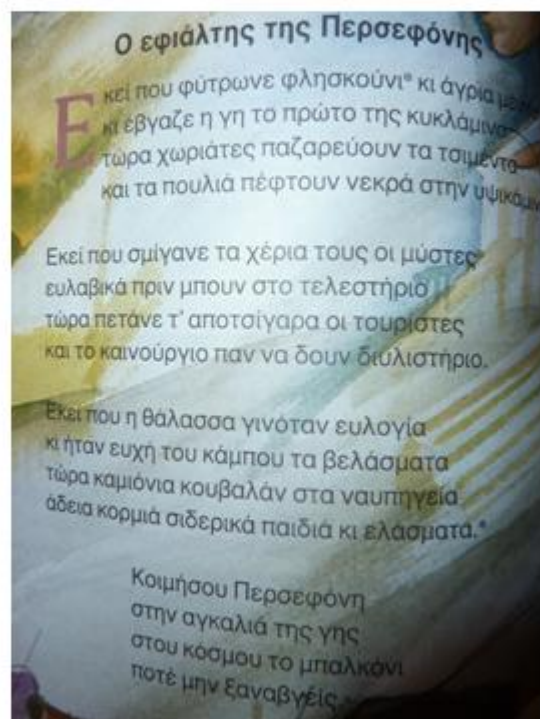 Ο εφιάλτης της Περσεφόνης
Εκεί που φύτρωνε φλησκούνι* κι άγρια
κι έβγαζε η γη το πρώτο της κυκλάμινο
τώρα χωριάτες παζαρεύουν τα τσιμέντα
και τα πουλιά πέφτουν νεκρά στην υψικάμινο
Εκεί που σμίγανε τα χέρια τους οι μύστες*
ευλαβικά πριν μπουν στο τελεστήριο
τώρα πετάνε τ' αποτσίγαρα οι τουρίστες
και το καινούργιο παν να δουν διυλιστήριο.
Εκεί που η θάλασσα γινόταν ευλογία
κι ήταν ευχή του κάμπου τα βελάσματα
τώρα καμιόνια κουβαλάν στα ναυπηγεία
άδεια κορμιά σιδερικά παιδιά κι ελάσματα.*
Κοιμήσου Περσεφόνη
στην αγκαλιά της γης
στου κόσμου το μπαλκόνι
ποτέ μην ξαναβγείς